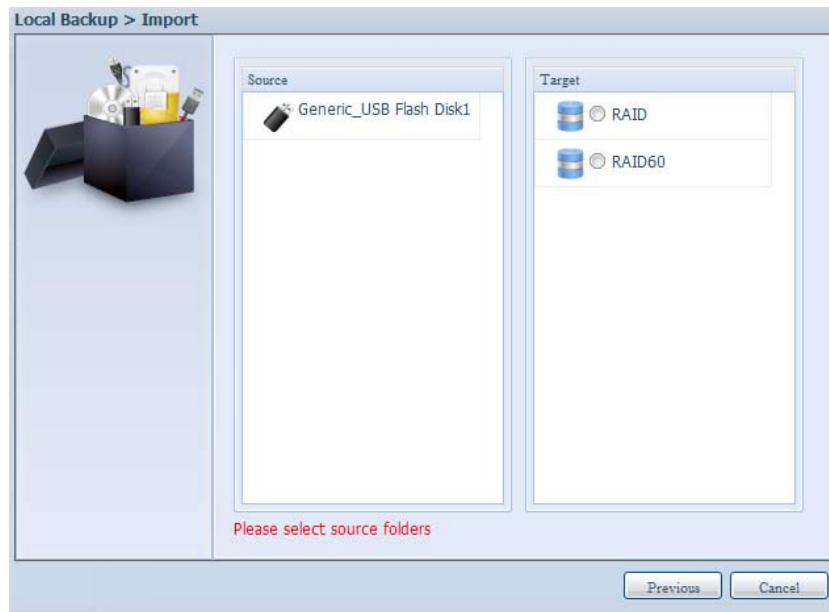 Local Backup > Import
Source
Generic_USB Flash Disk1
Target
RAID
RAID60
Please select source folders
Previous
Cancel